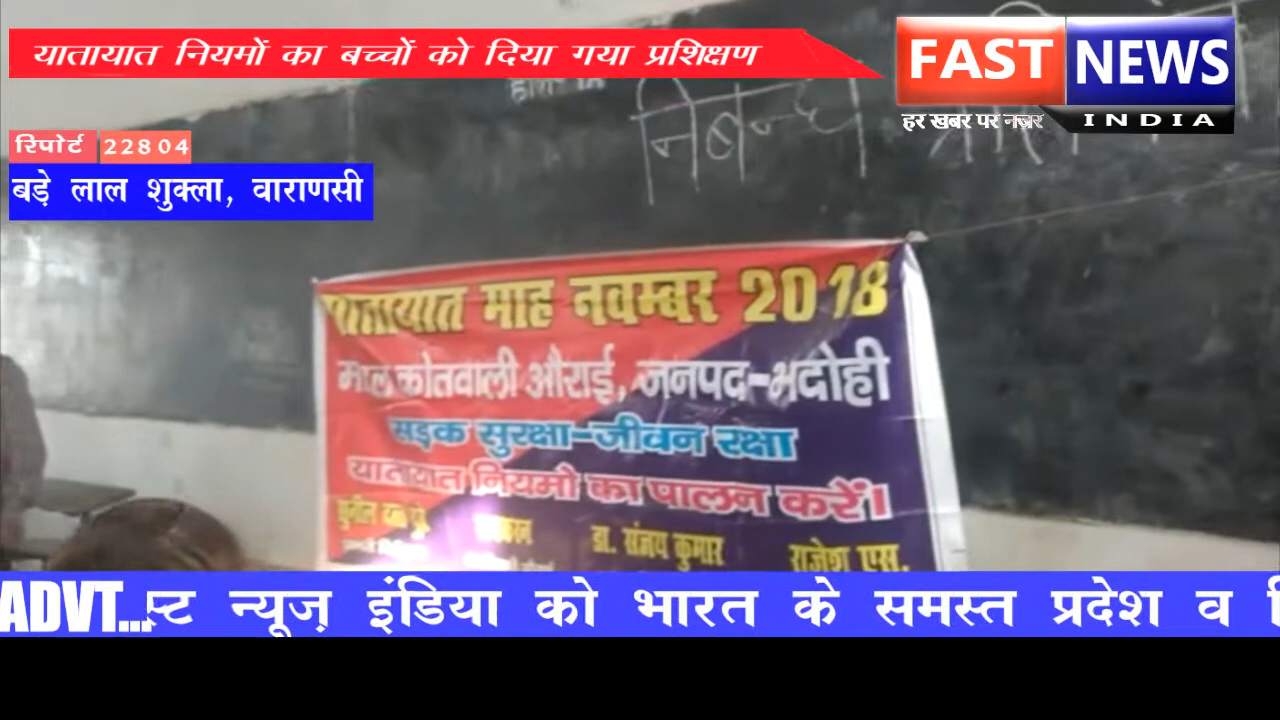 यातायात नियमों का बच्चों को दिया गया प्रशिक्षण
FAST NEWS
INDIA
हर खबर पर नज़र
रिपोर्ट 22804
बड़े लाल शुक्ला, वाराणसी
निबन्ध
यातायात माह नवम्बर 2018
कोतवाली औराई, जनपद-भदोही
सड़क सुरक्षा-जीवन रक्षा
यातायात नियमो का पालन करें।
डा. संजय कुमार राजेश एस.
ADVT... स्ट न्यूज़ इंडिया को भारत के समस्त प्रदेश व